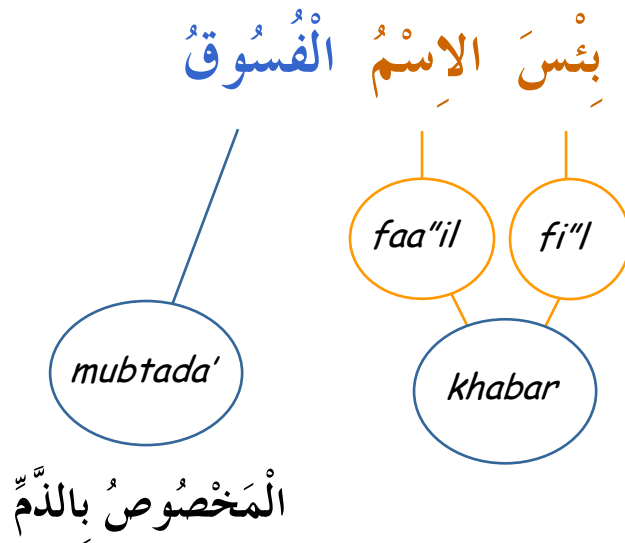 بِئْسَ الاِسْمُ الْفُسُوقُ
faa"il fi"l
mubtada' khabar
الْمَخْصُوصُ بِالذَّمِّ